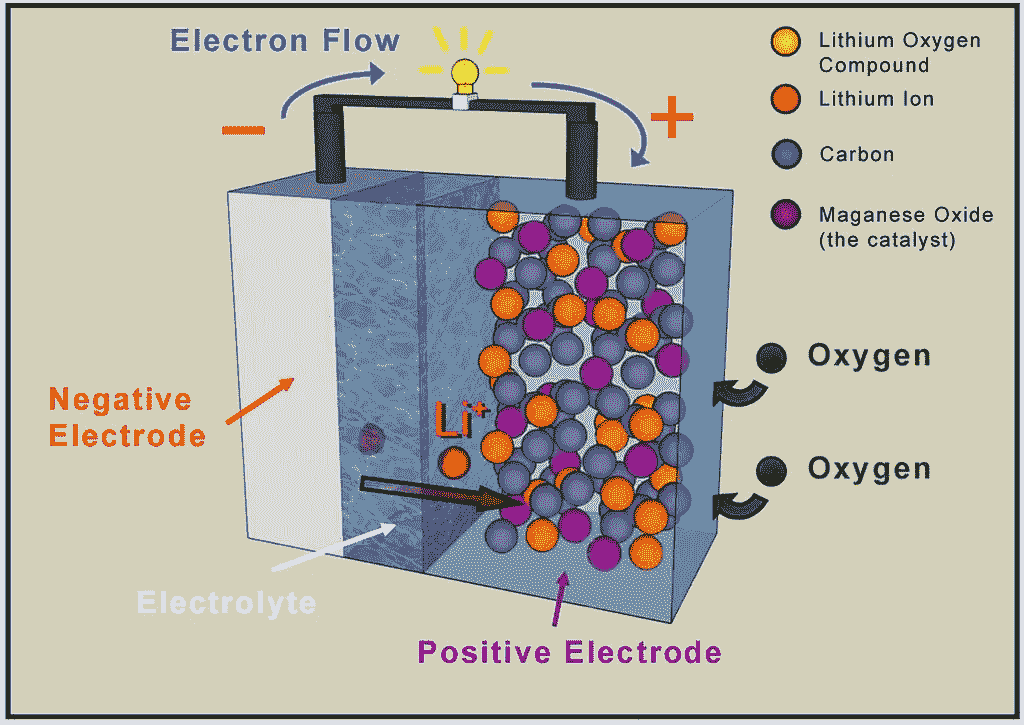 Electron Flow
Lithium Oxygen
Compound
Lithium Ion
Carbon
Maganese Oxide
(the catalyst)
−
+
Oxygen
Negative
Electrode
Li+
Oxygen
Electrolyte
Positive Electrode